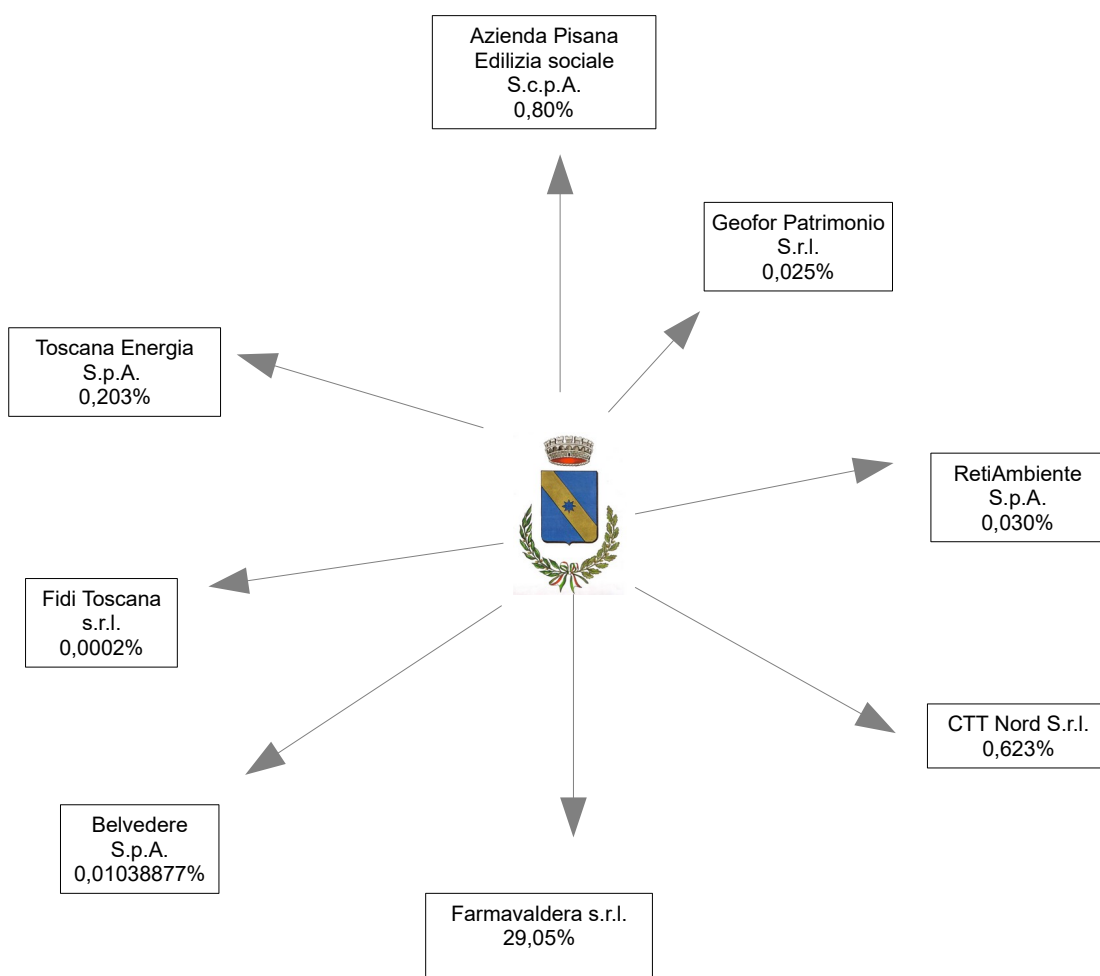 Azienda Pisana
Edilizia sociale
S.c.p.A.
0,80%
Geofor Patrimonio
S.r.l.
0,025%
Toscana Energia
S.p.A.
0,203%
RetiAmbiente
S.p.A.
0,030%
Fidi Toscana
s.r.l.
0,0002%
CTT Nord S.r.l.
0,623%
Belvedere
S.p.A.
0,01038877%
Farmavaldera s.r.l.
29,05%